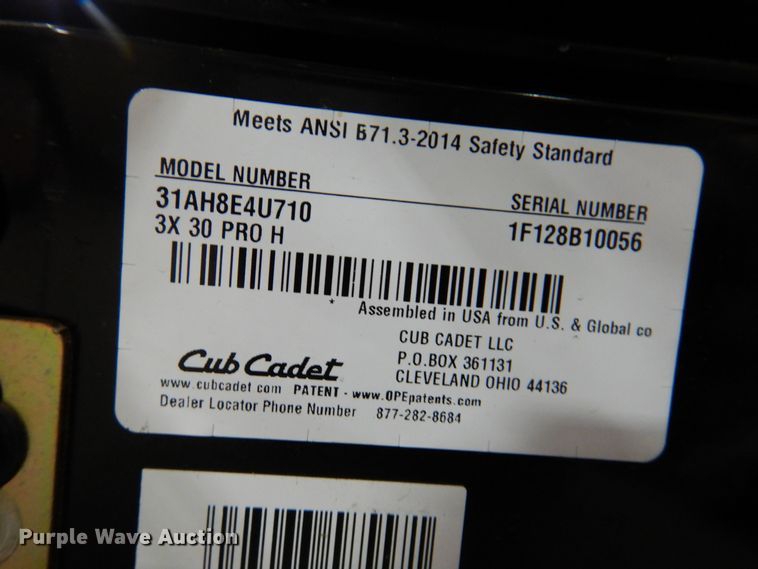 Meets ANSI B71.3-2014 Safety Standard
MODEL NUMBER
SERIAL NUMBER
31AH8E4U710
1F128B10056
3X 30 PRO H
* Assembled in USA from U.S. & Global co
CUB CADET LLC
P.O.BOX 361131
CLEVELAND OHIO 44136
Cub Cadet
www.cubcadet.com PATENT - www.OPEpatents.com
Dealer Locator Phone Number 877-282-8684
Purple Wave Auction